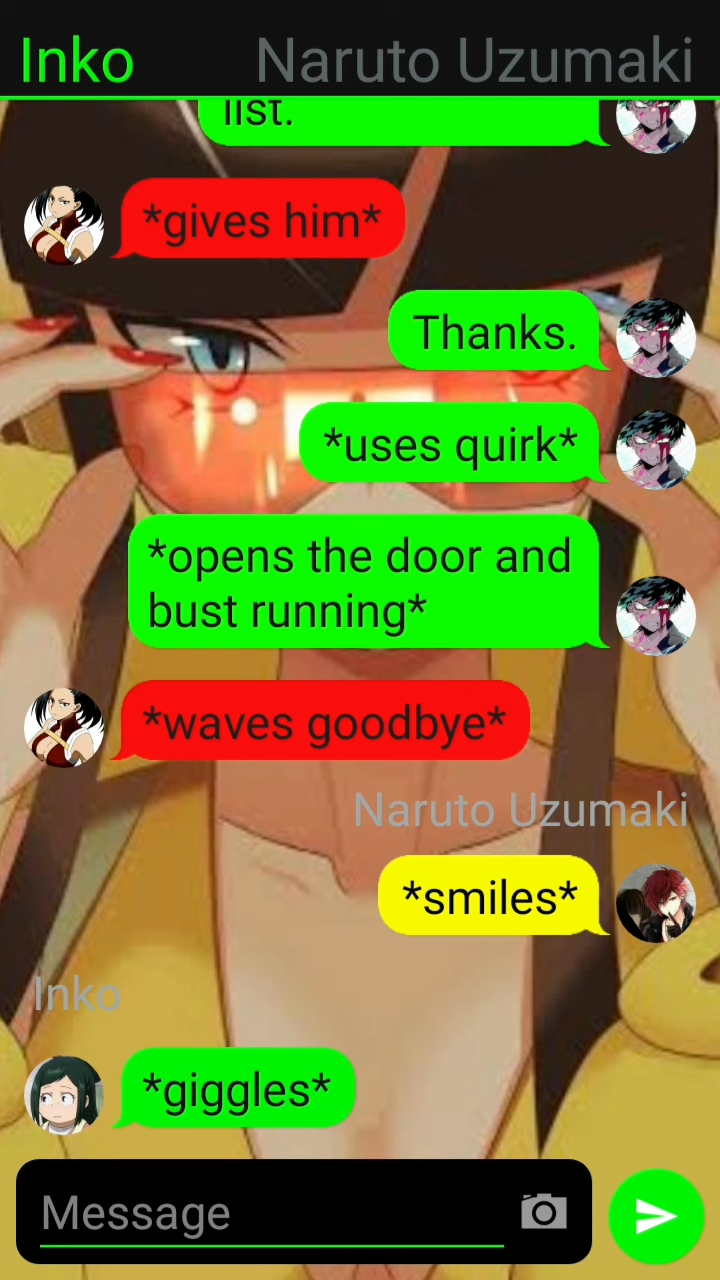 Inko
Naruto Uzumaki
list.
*gives him*
Thanks.
*uses quirk*
*opens the door and
bust running*
*waves goodbye*
Naruto Uzumaki
*smiles*
Inko
*giggles*
Message